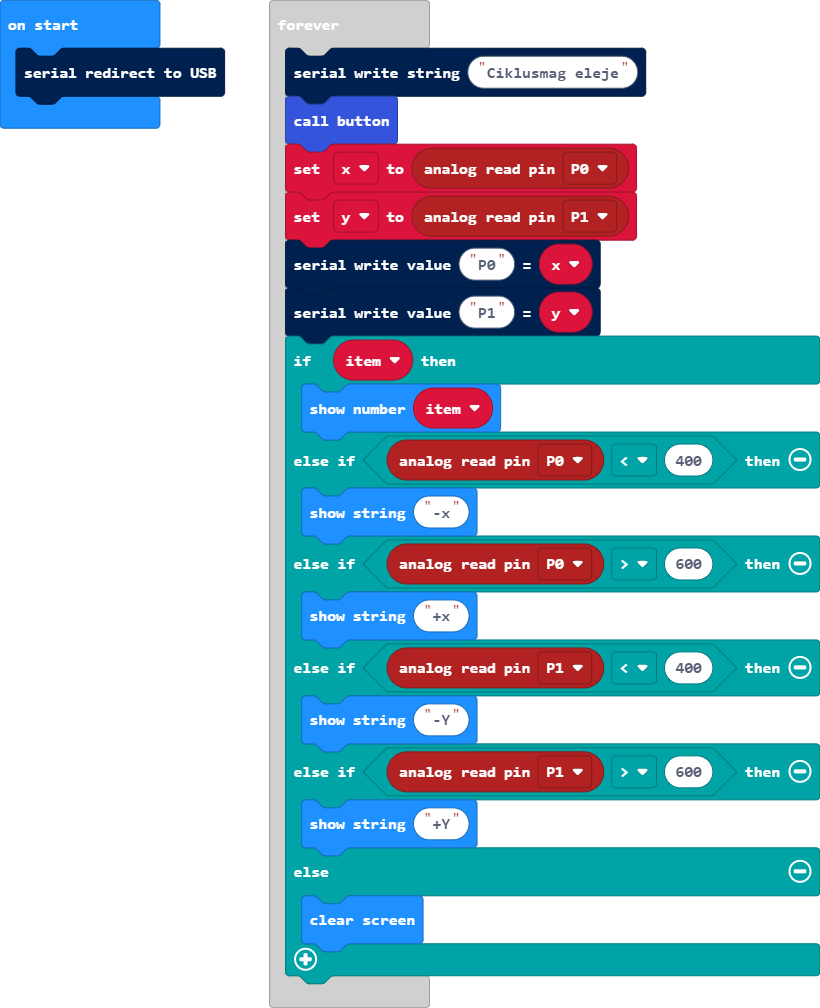 on start
serial redirect to USB
forever
serial write string "Ciklusmag eleje"
call button
set x to analog read pin P0
set y to analog read pin P1
serial write value "P0" = x
serial write value "P1" = y
if item then
show number item
else if analog read pin P0 < 400 then
show string "-x"
else if analog read pin P0 > 600 then
show string "+x"
else if analog read pin P1 < 400 then
show string "-Y"
else if analog read pin P1 > 600 then
show string "+Y"
else
clear screen